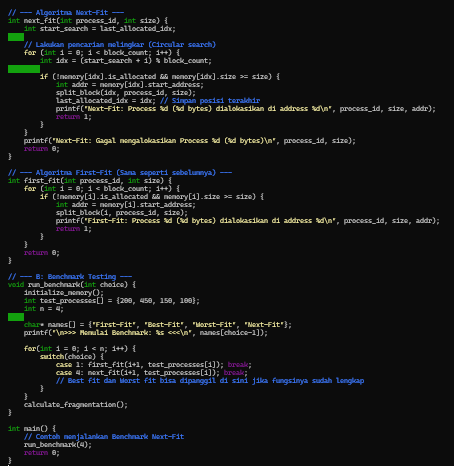 // --- Algoritma Next-Fit ---
int next_fit(int process_id, int size) {
    int start_search = last_allocated_idx;

    // Lakukan pencarian melingkar (Circular search)
    for (int i = 0; i < block_count; i++) {
        int idx = (start_search + i) % block_count;

        if (!memory[idx].is_allocated && memory[idx].size >= size) {
            int addr = memory[idx].start_address;
            split_block(idx, process_id, size);
            last_allocated_idx = idx; // Simpan posisi terakhir
            printf("Next-Fit: Process %d (%d bytes) dialokasikan di address %d\n", process_id, size, addr);
            return 1;
        }
    }
    printf("Next-Fit: Gagal mengalokasikan Process %d (%d bytes)\n", process_id, size);
    return 0;
}

// --- Algoritma First-Fit (Sama seperti sebelumnya) ---
int first_fit(int process_id, int size) {
    for (int i = 0; i < block_count; i++) {
        if (!memory[i].is_allocated && memory[i].size >= size) {
            int addr = memory[i].start_address;
            split_block(i, process_id, size);
            printf("First-Fit: Process %d (%d bytes) dialokasikan di address %d\n", process_id, size, addr);
            return 1;
        }
    }
    return 0;
}

// --- B: Benchmark Testing ---
void run_benchmark(int choice) {
    initialize_memory();
    int test_processes[] = {200, 450, 150, 100};
    int n = 4;

    char* names[] = {"First-Fit", "Best-Fit", "Worst-Fit", "Next-Fit"};
    printf("\n>>> Memulai Benchmark: %s <<<\n", names[choice-1]);

    for(int i = 0; i < n; i++) {
        switch(choice) {
            case 1: first_fit(i+1, test_processes[i]); break;
            case 4: next_fit(i+1, test_processes[i]); break;
            // Best fit dan Worst fit bisa dipanggil di sini jika fungsinya sudah lengkap
        }
    }
    calculate_fragmentation();
}

int main() {
    // Contoh menjalankan Benchmark Next-Fit
    run_benchmark(4);
    return 0;
}